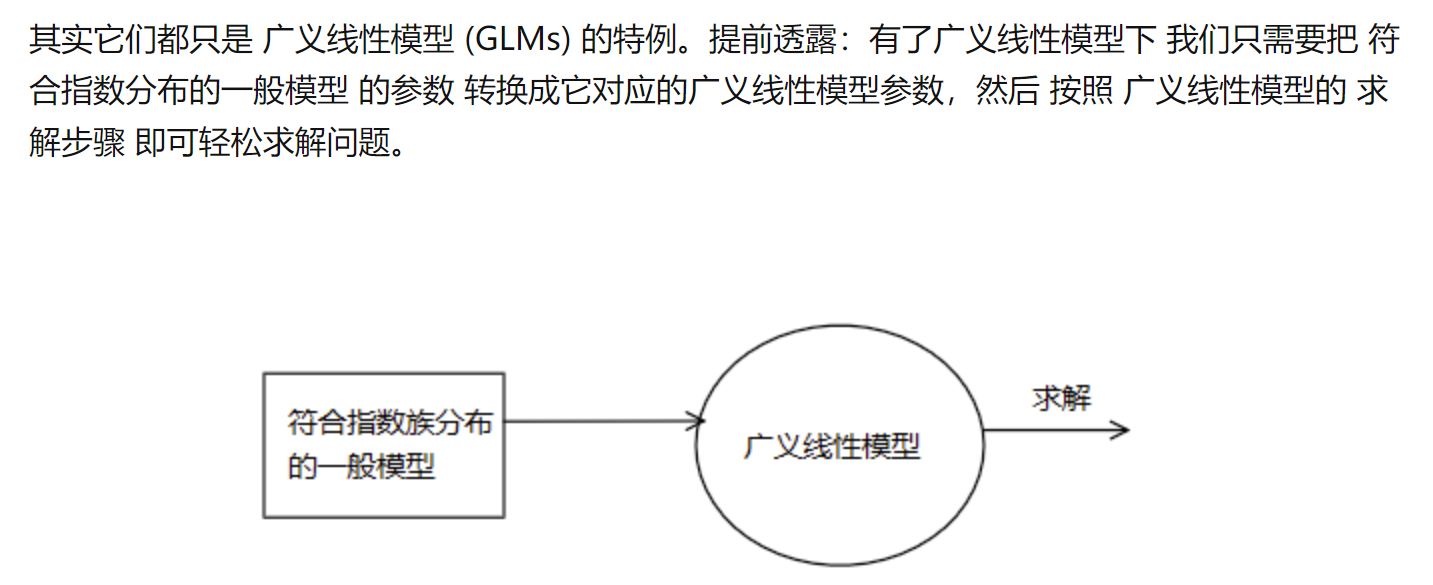 其实它们都只是 广义线性模型 (GLMs) 的特例。提前透露：有了广义线性模型下 我们只需要把 符
合指数分布的一般模型 的参数 转换成它对应的广义线性模型参数，然后 按照 广义线性模型的 求
解步骤 即可轻松求解问题。
符合指数族分布
的一般模型
广义线性模型
求解